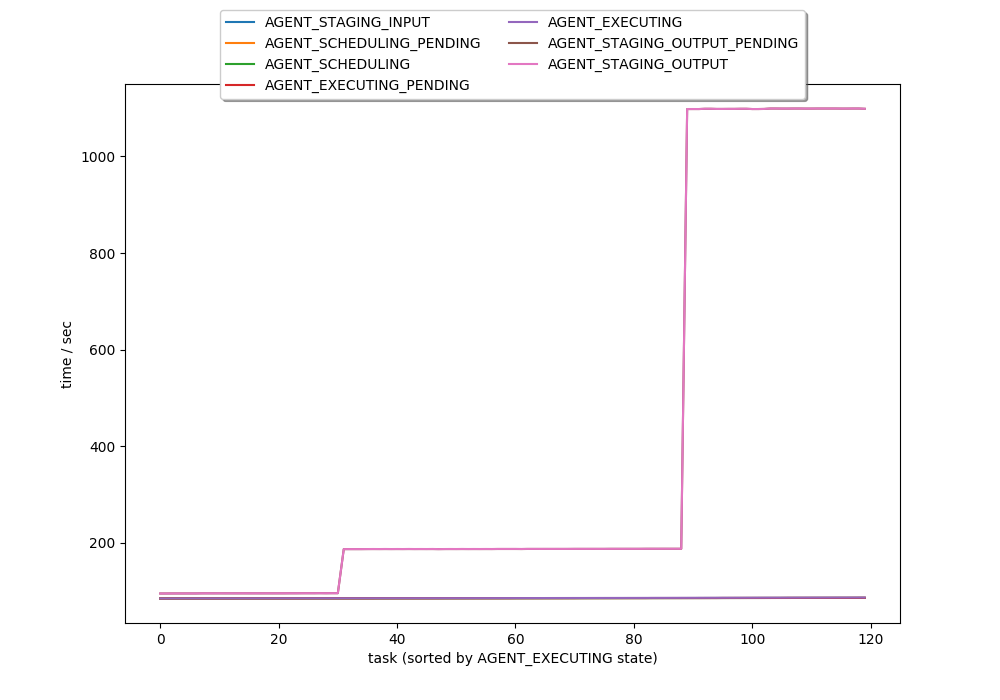 AGENT_STAGING_INPUT
AGENT_SCHEDULING_PENDING
AGENT_SCHEDULING
AGENT_EXECUTING_PENDING
AGENT_EXECUTING
AGENT_STAGING_OUTPUT_PENDING
AGENT_STAGING_OUTPUT
1000
800
600
400
200
time / sec
0 20 40 60 80 100 120
task (sorted by AGENT_EXECUTING state)